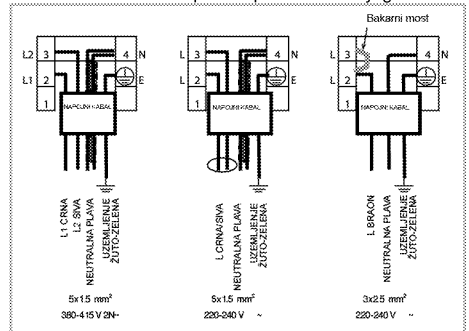 Bakarni most
L2 3 4 N
L1 2 E
1
NAPOJNI KABAL
L1 CRNA
L2 SIVA
NEUTRALNA PLAVA
UZEMLJENJE
ŽUTO-ZELENA
5x1.5 mm²
380-415 V 2N~
L 3 4 N
L 2 E
1
NAPOJNI KABAL
L CRNA/SIVA
NEUTRALNA PLAVA
UZEMLJENJE
ŽUTO-ZELENA
5x1.5 mm²
220-240 V ~
L 3 4 N
L 2 E
1
NAPOJNI KABAL
L BRAON
NEUTRALNA PLAVA
UZEMLJENJE
ŽUTO-ZELENA
3x2.5 mm²
220-240 V ~